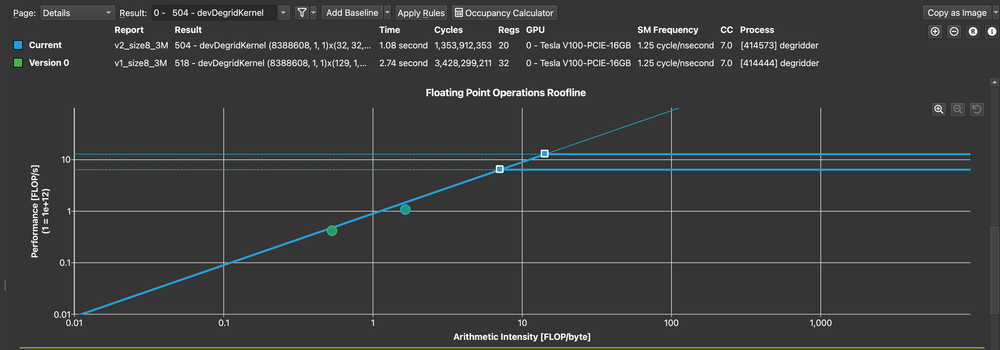 Page: Details Result: 0 - 504 - devDegridKernel Add Baseline Apply Rules Occupancy Calculator Copy as Image
Report Result Time Cycles Regs GPU SM Frequency CC Process
Current v2_size8_3M 504 - devDegridKernel (8388608, 1, 1)x(32, 32,... 1.08 second 1,353,912,353 20 0 - Tesla V100-PCIE-16GB 1.25 cycle/nsecond 7.0 [414573] degridder
Version 0 v1_size8_3M 518 - devDegridKernel (8388608, 1, 1)x(129, 1,... 2.74 second 3,428,299,211 32 0 - Tesla V100-PCIE-16GB 1.25 cycle/nsecond 7.0 [414444] degridder
R i
Floating Point Operations Roofline
Performance [FLOP/s]
(1 = 1e+12)
10
1
0.1
0.01
0.01 0.1 1 10 100 1,000
Arithmetic Intensity [FLOP/byte]